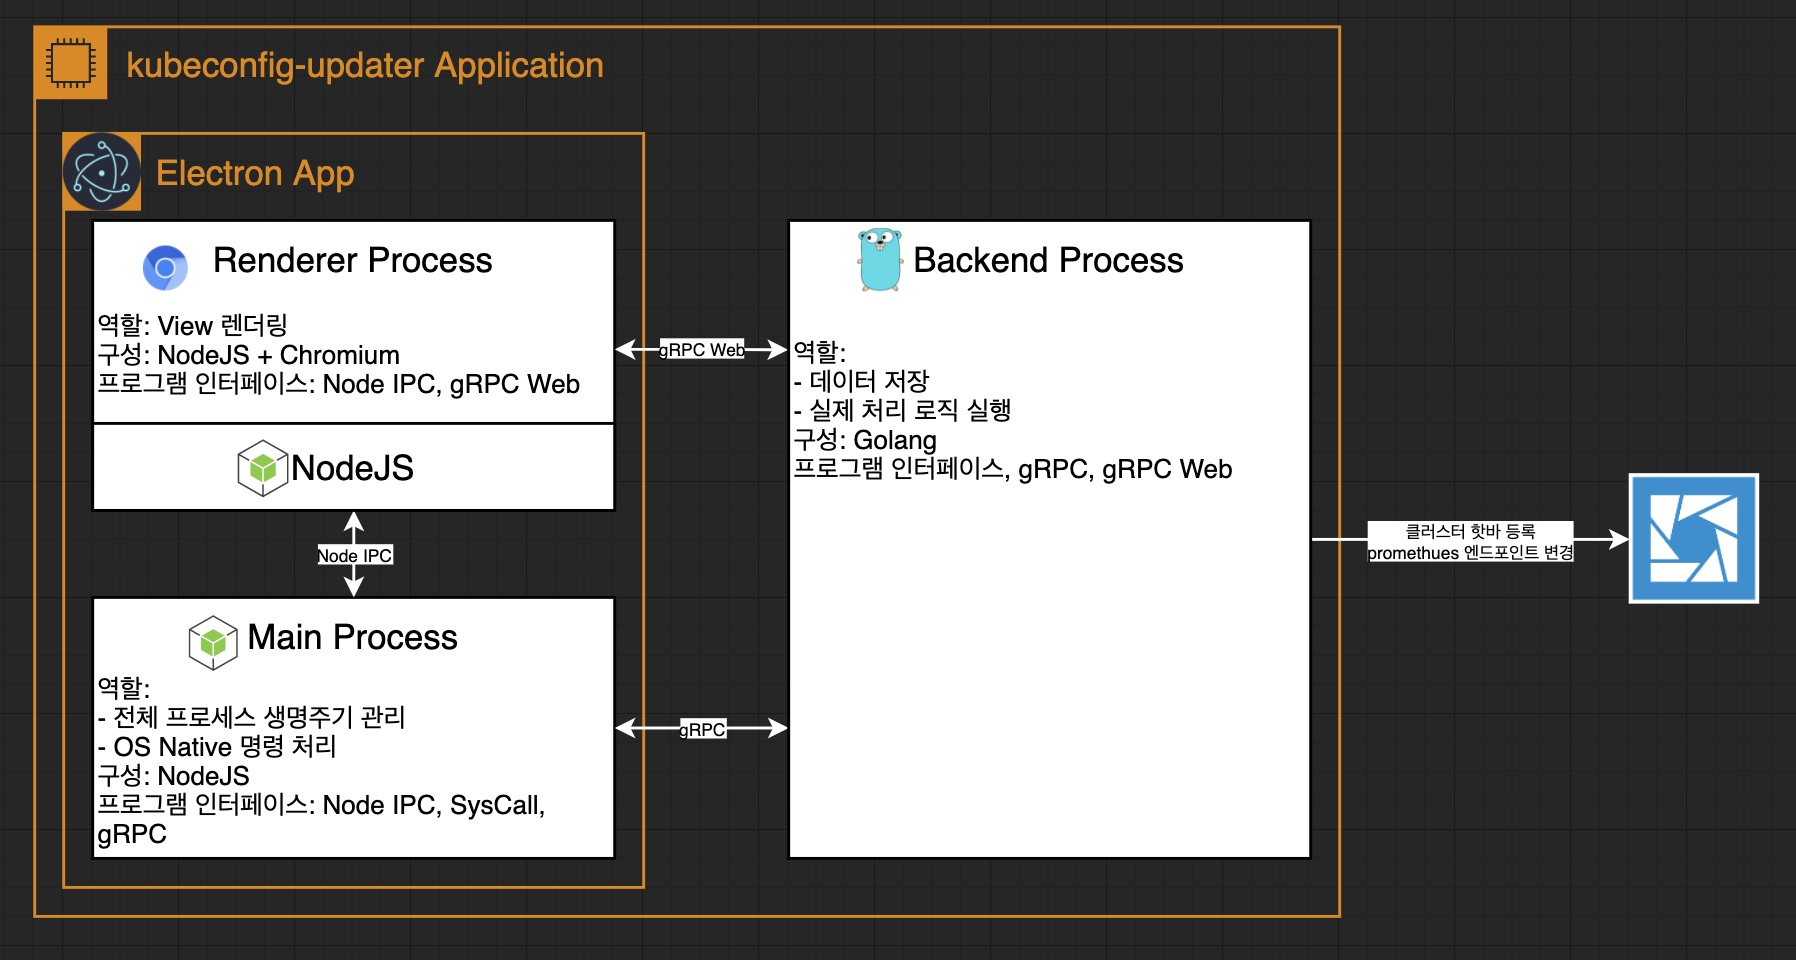 kubeconfig-updater Application
Electron App
Renderer Process
역할: View 렌더링
구성: NodeJS + Chromium
프로그램 인터페이스: Node IPC, gRPC Web
NodeJS
Node IPC
Main Process
역할:
- 전체 프로세스 생명주기 관리
- OS Native 명령 처리
구성: NodeJS
프로그램 인터페이스: Node IPC, SysCall,
gRPC
gRPC Web
gRPC
Backend Process
역할:
- 데이터 저장
- 실제 처리 로직 실행
구성: Golang
프로그램 인터페이스, gRPC, gRPC Web
클러스터 핫바 등록
promethues 엔드포인트 변경